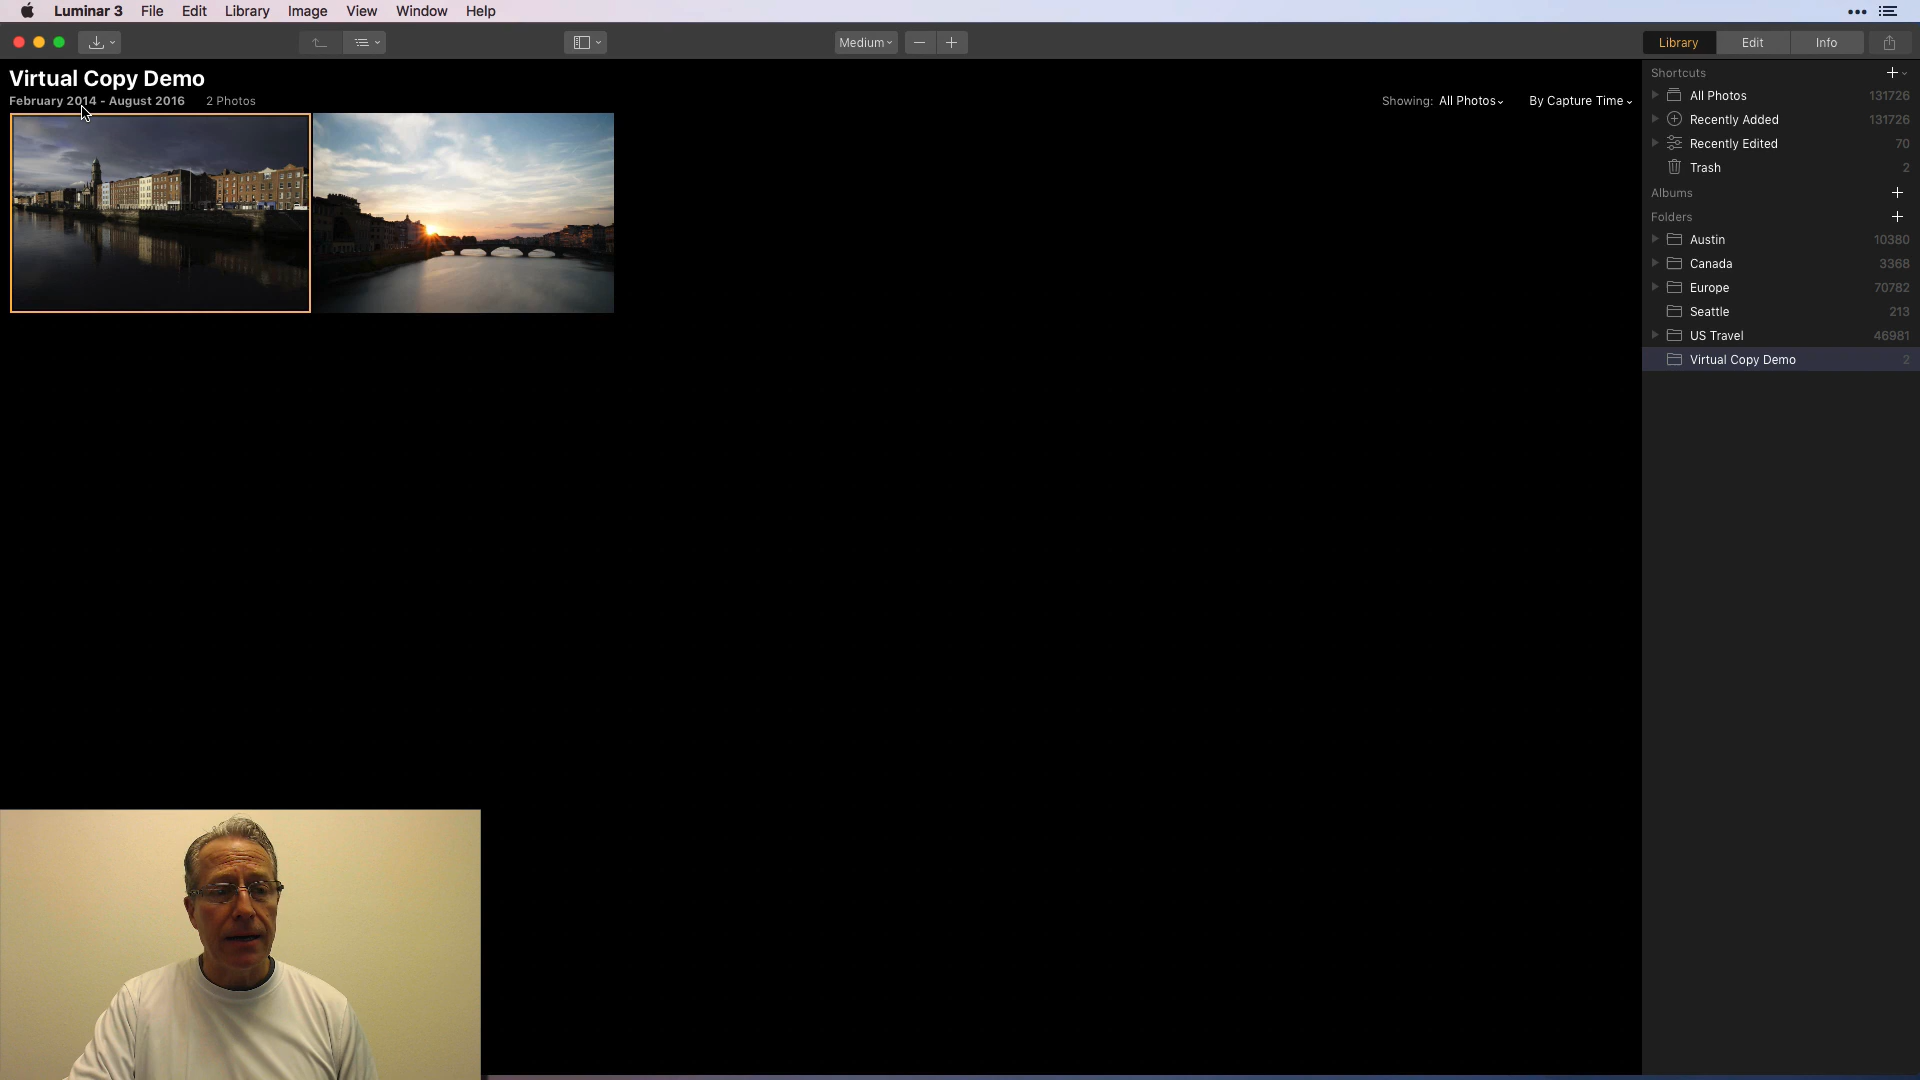 Luminar 3 File Edit Library Image View Window Help
Medium Library Edit Info
Virtual Copy Demo
February 2014 - August 2016 2 Photos Showing: All Photos By Capture Time
Shortcuts
All Photos 131726
Recently Added 131726
Recently Edited 70
Trash 2
Albums
Folders
Austin 10380
Canada 3368
Europe 70782
Seattle 213
US Travel 46981
Virtual Copy Demo 2